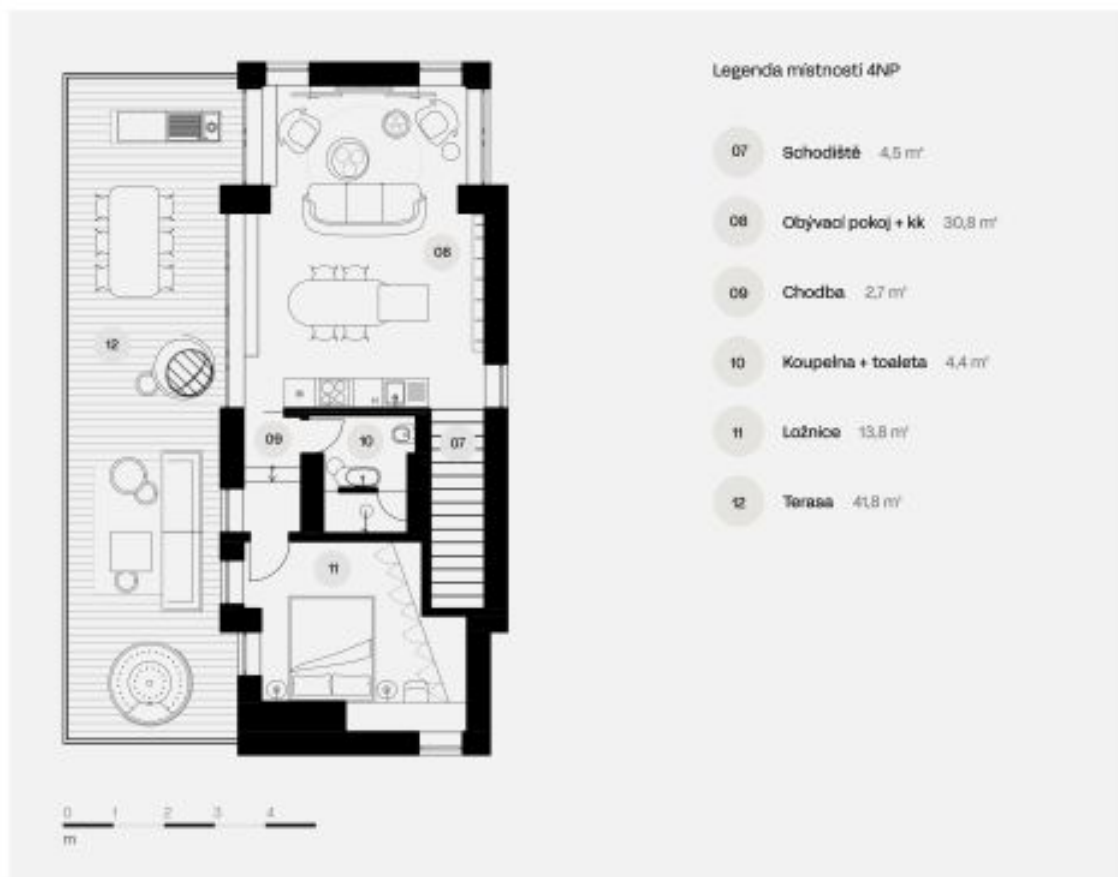 Legenda místností 4NP
07 Schodiště 4,5 m²
08 Obývací pokoj + kk 30,8 m²
09 Chodba 2,7 m²
10 Koupelna + toaleta 4,4 m²
11 Ložnice 13,8 m²
12 Terasa 41,8 m²
08
12
09
10
07
11
0 1 2 3 4
m